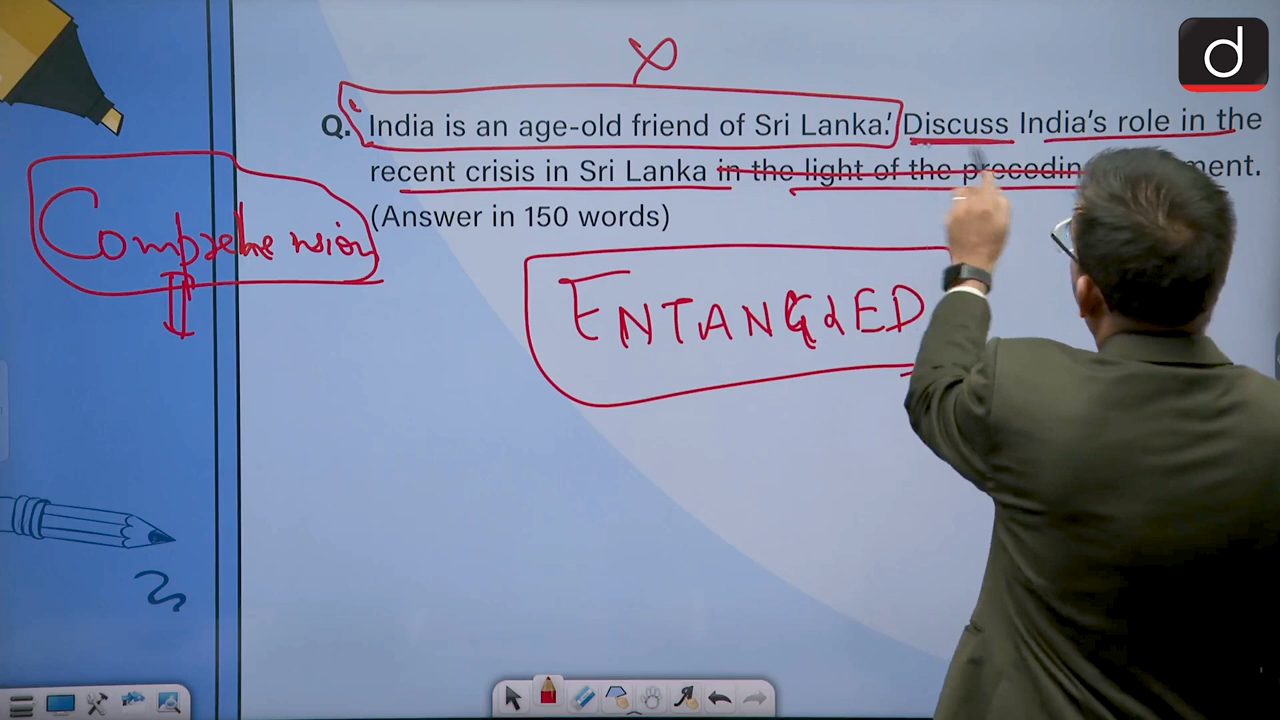 d
Q. 'India is an age-old friend of Sri Lanka.' Discuss India's role in the
recent crisis in Sri Lanka in the light of the
(Answer in 150 words)
Comprehension
ENTANGLED